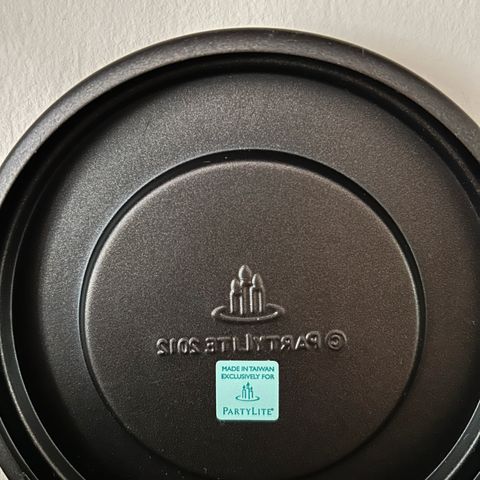 © PARTYLITE 2012
MADE IN TAIWAN
EXCLUSIVELY FOR
PARTYLITE®